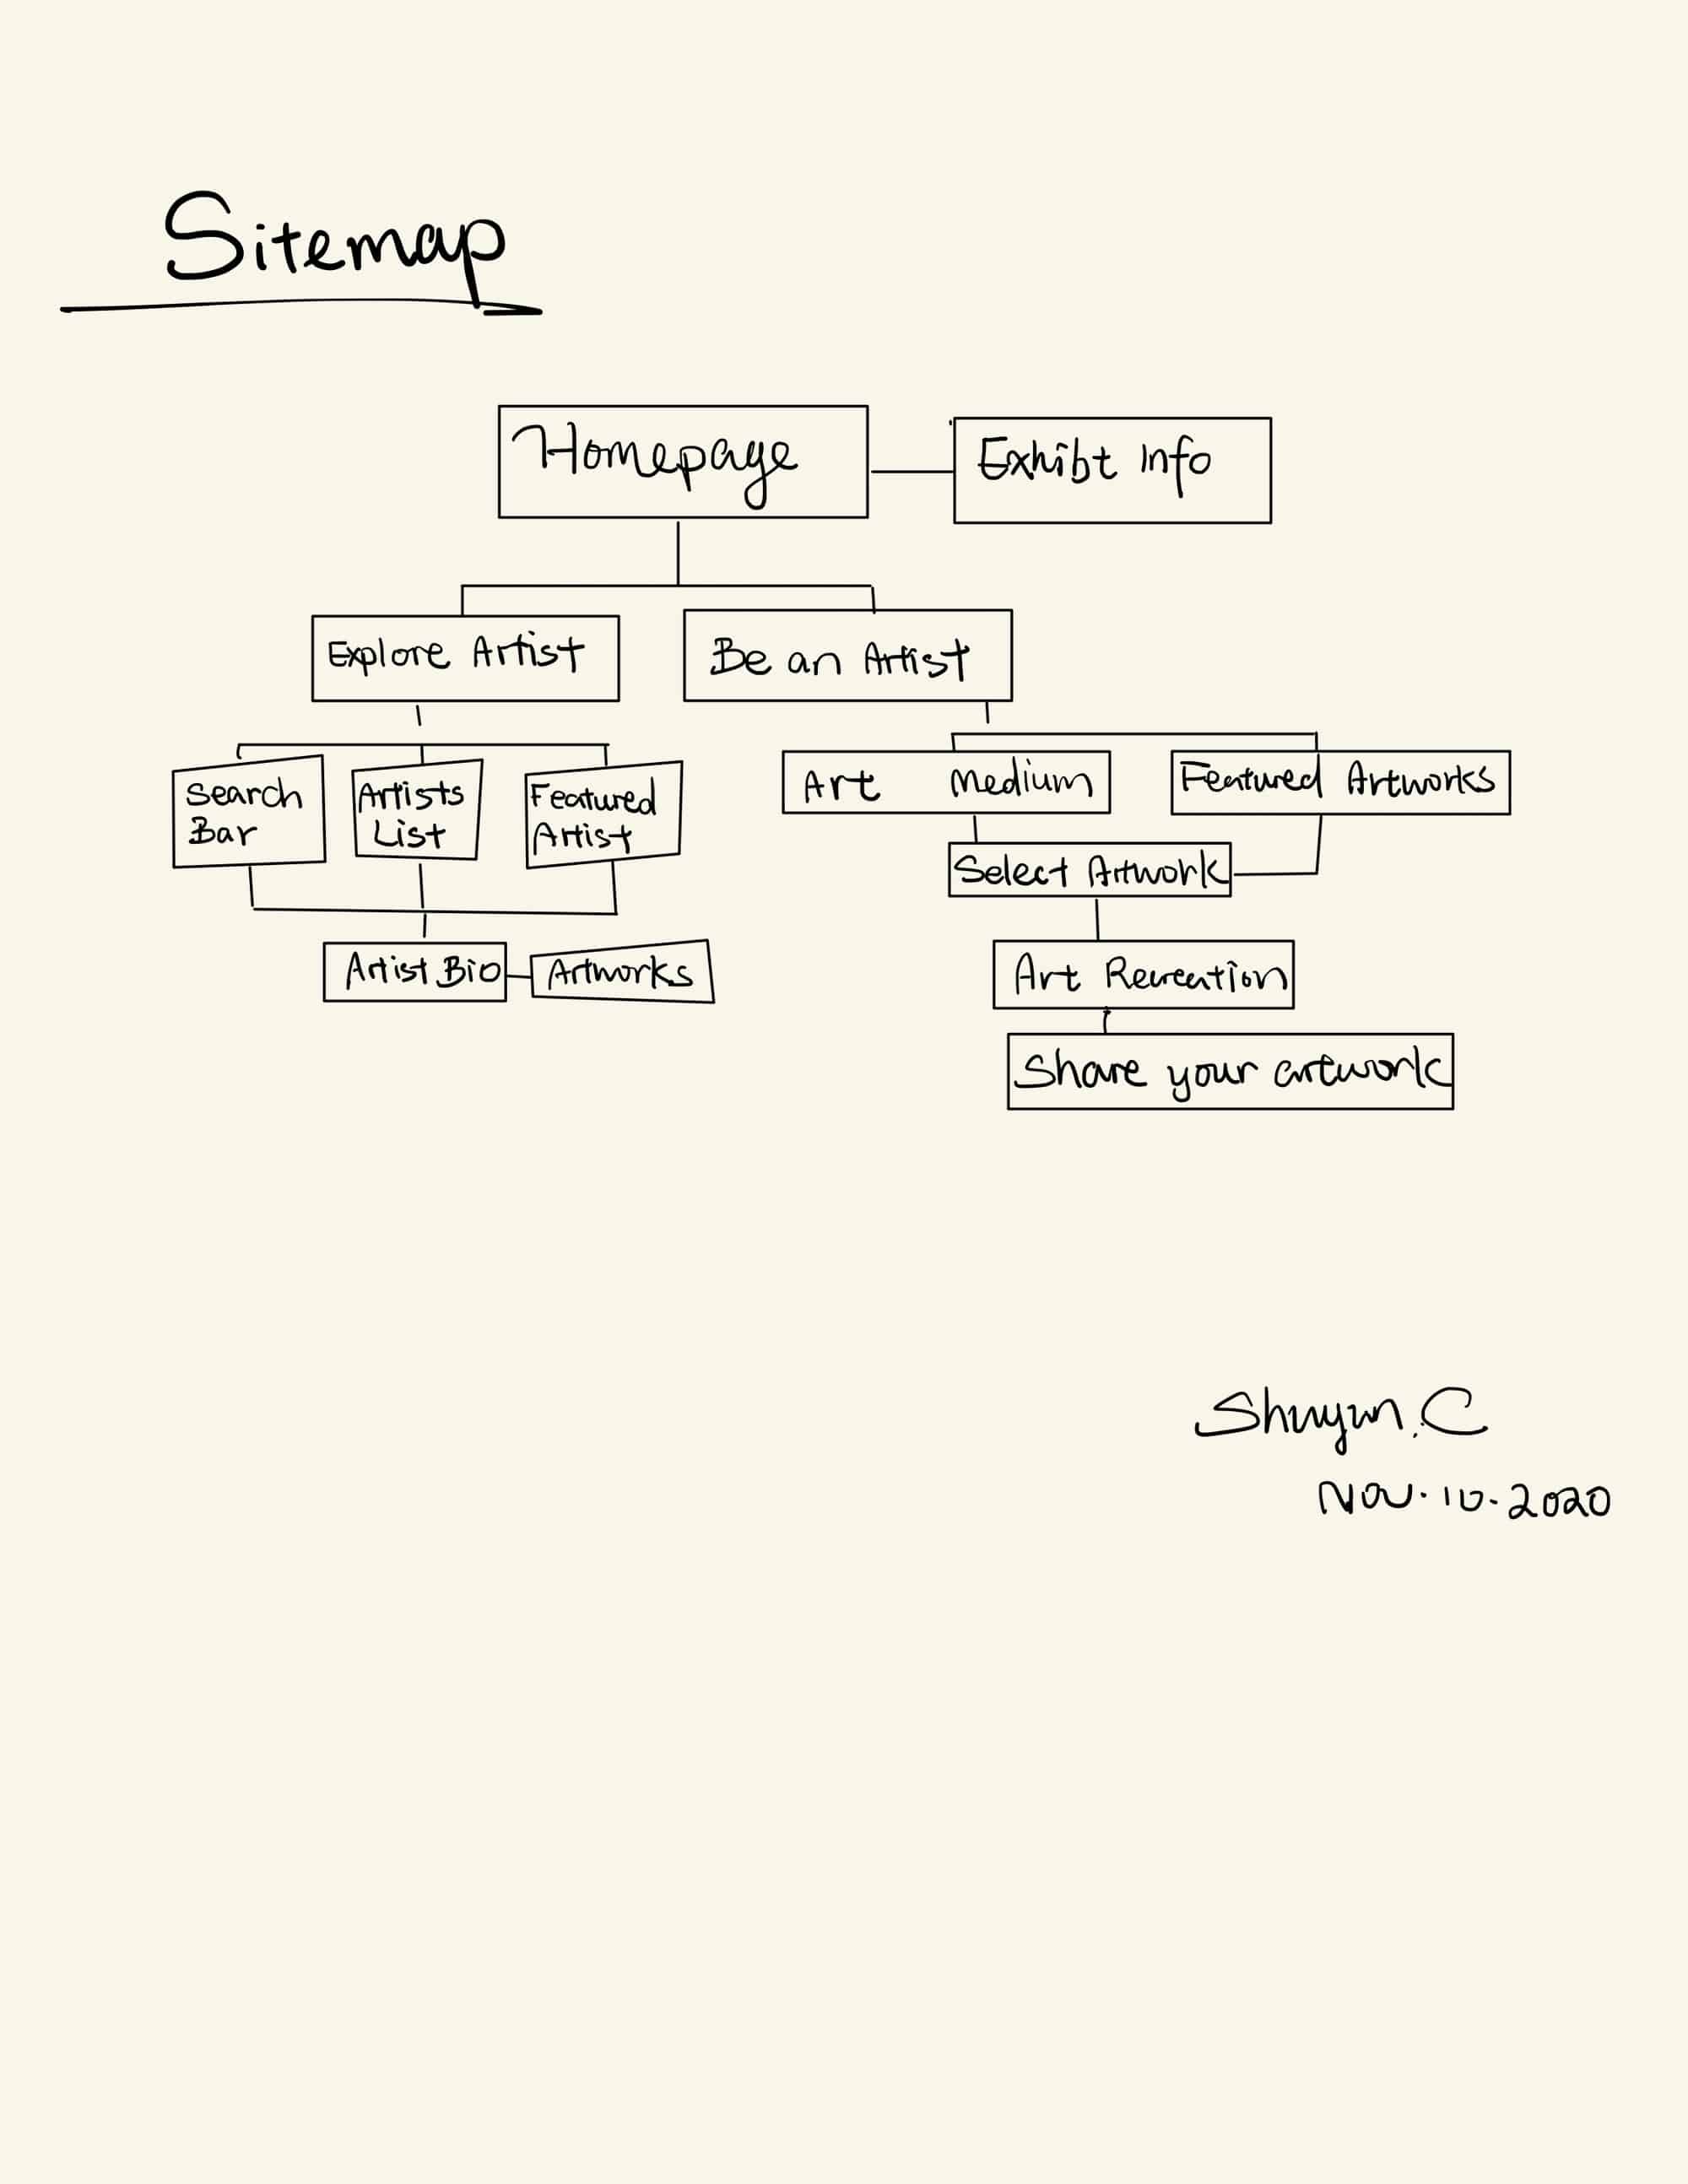 Sitemap
Homepage
Exhibt Info
Explore Artist
Be an Artist
Search
Bar
Artists
List
Featured
Artist
Art Medium
Featured Artworks
Select Artwork
Artist Bio
Artworks
Art Recreation
Share your artwork
Shuyun.C
Nov. 10. 2020